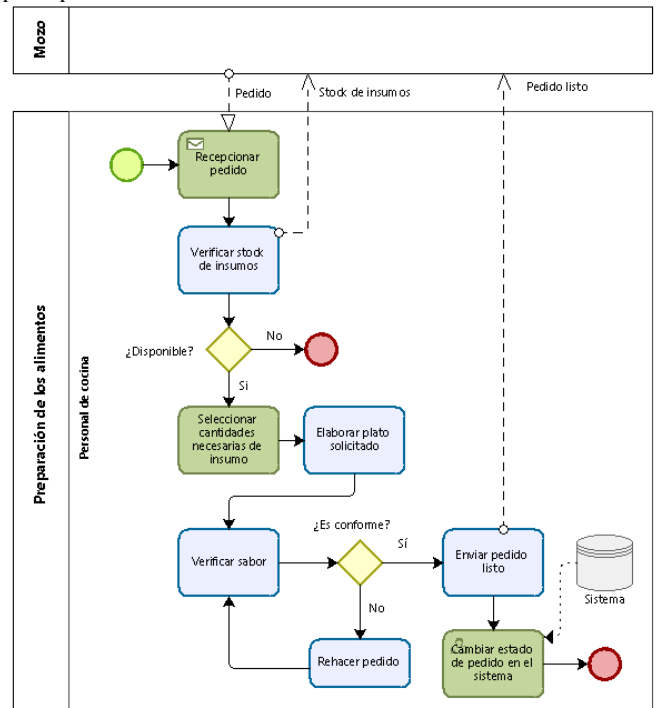 Mozo
Pedido
Stock de insumos
Pedido listo
Preparación de los alimentos
Personal de cocina
Recepcionar
pedido
Verificar stock
de insumos
¿Disponible?
No
Si
Seleccionar
cantidades
necesarias de
insumo
Elaborar plato
solicitado
Verificar sabor
¿Es conforme?
Sí
No
Rehacer pedido
Enviar pedido
listo
Sistema
Cambiar estado
de pedido en el
sistema